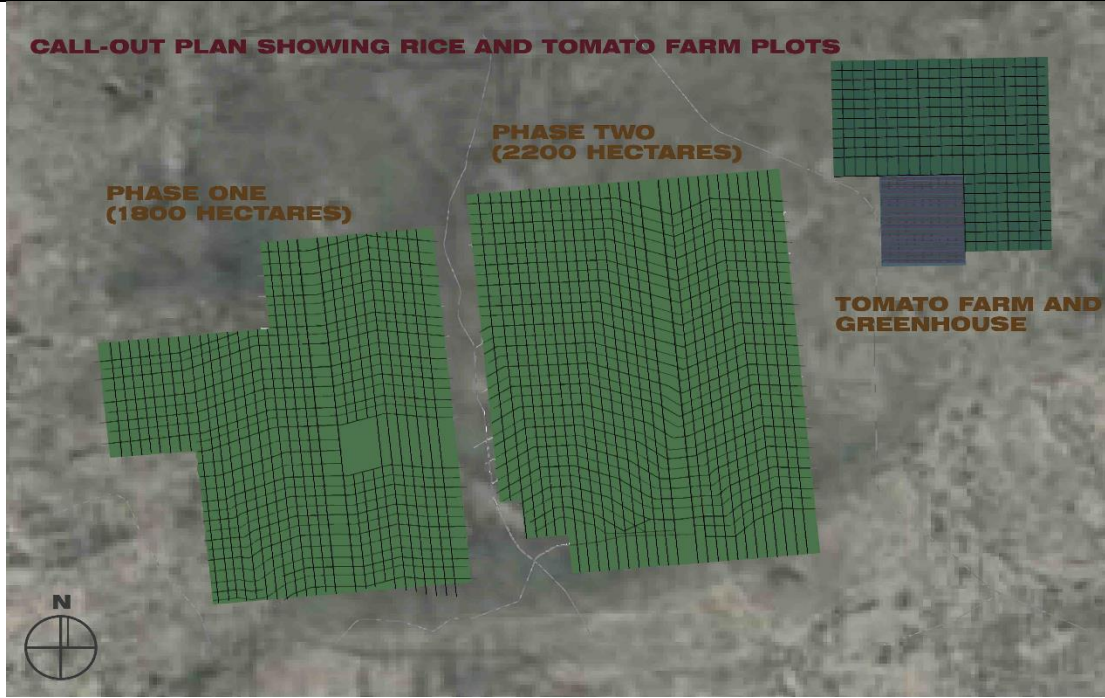 CALL-OUT PLAN SHOWING RICE AND TOMATO FARM PLOTS
PHASE TWO
(2200 HECTARES)
PHASE ONE
(1800 HECTARES)
TOMATO FARM AND
GREENHOUSE
N